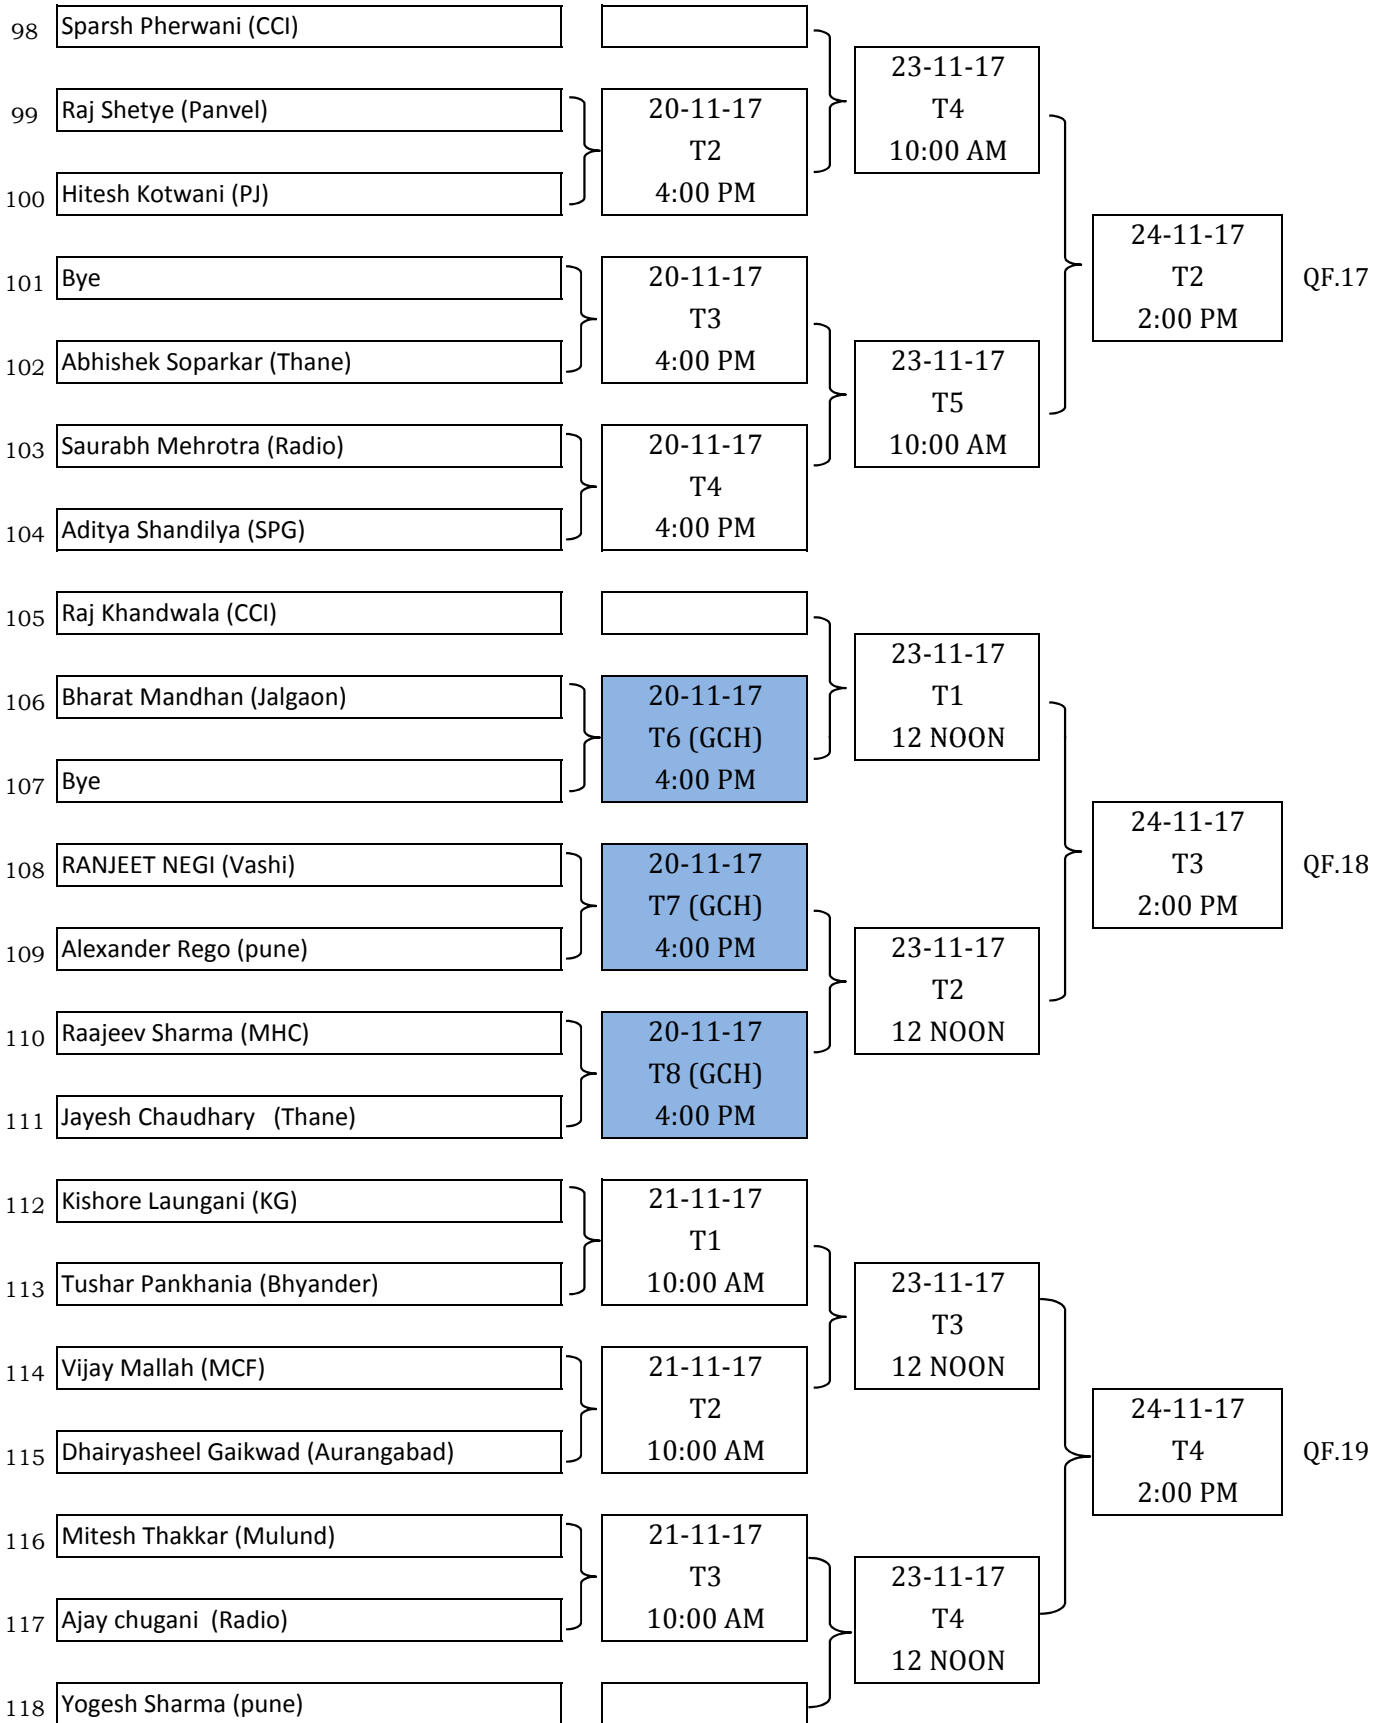 98 Sparsh Pherwani (CCI)
23-11-17
99 Raj Shetye (Panvel) 20-11-17 T4
T2 10:00 AM
100 Hitesh Kotwani (PJ) 4:00 PM
24-11-17
101 Bye 20-11-17 T2 QF.17
T3 2:00 PM
102 Abhishek Soparkar (Thane) 4:00 PM 23-11-17
T5
103 Saurabh Mehrotra (Radio) 20-11-17 10:00 AM
T4
104 Aditya Shandilya (SPG) 4:00 PM
105 Raj Khandwala (CCI)
23-11-17
106 Bharat Mandhan (Jalgaon) 20-11-17 T1
T6 (GCH) 12 NOON
107 Bye 4:00 PM
24-11-17
108 RANJEET NEGI (Vashi) 20-11-17 T3 QF.18
T7 (GCH) 2:00 PM
109 Alexander Rego (pune) 4:00 PM 23-11-17
T2
110 Raajeev Sharma (MHC) 20-11-17 12 NOON
T8 (GCH)
111 Jayesh Chaudhary (Thane) 4:00 PM
112 Kishore Laungani (KG) 21-11-17
T1
113 Tushar Pankhania (Bhyander) 10:00 AM 23-11-17
T3
114 Vijay Mallah (MCF) 21-11-17 12 NOON
T2 24-11-17
115 Dhairyasheel Gaikwad (Aurangabad) 10:00 AM T4 QF.19
2:00 PM
116 Mitesh Thakkar (Mulund) 21-11-17
T3 23-11-17
117 Ajay chugani (Radio) 10:00 AM T4
12 NOON
118 Yogesh Sharma (pune)